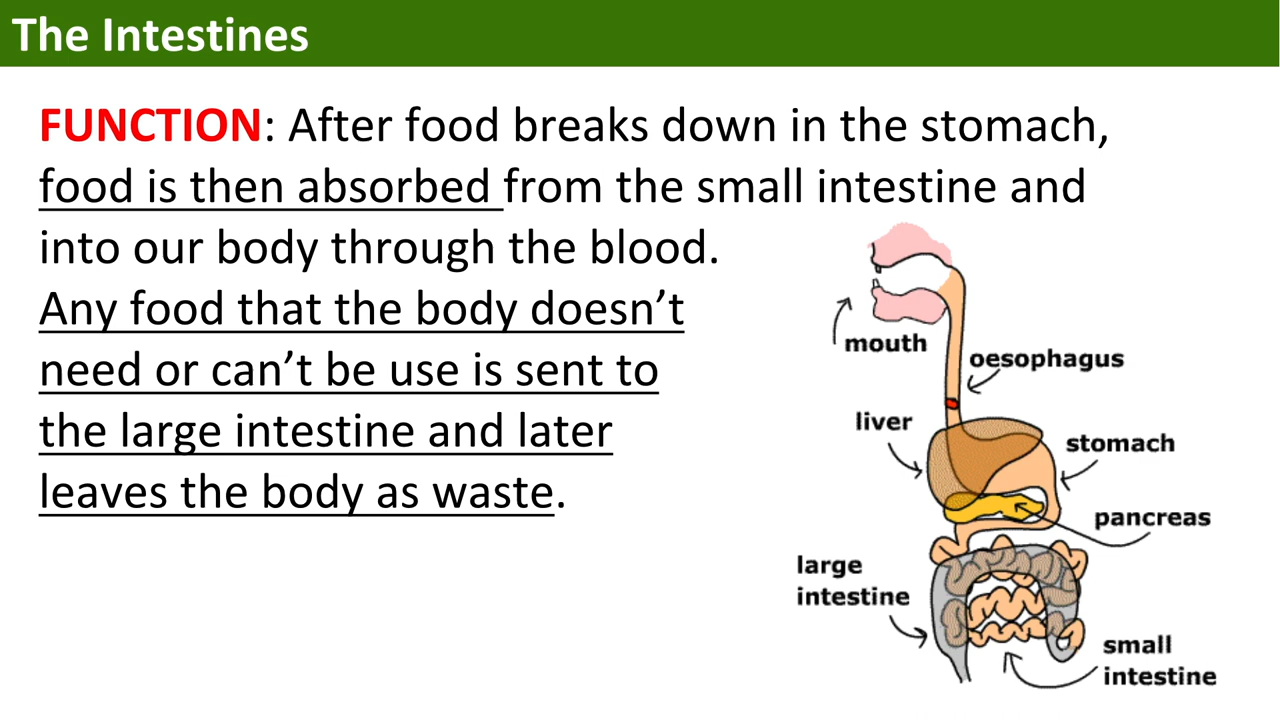 The Intestines
FUNCTION: After food breaks down in the stomach,
food is then absorbed from the small intestine and
into our body through the blood.
Any food that the body doesn’t
need or can’t be use is sent to
the large intestine and later
leaves the body as waste.
mouth
oesophagus
liver
stomach
pancreas
large
intestine
small
intestine